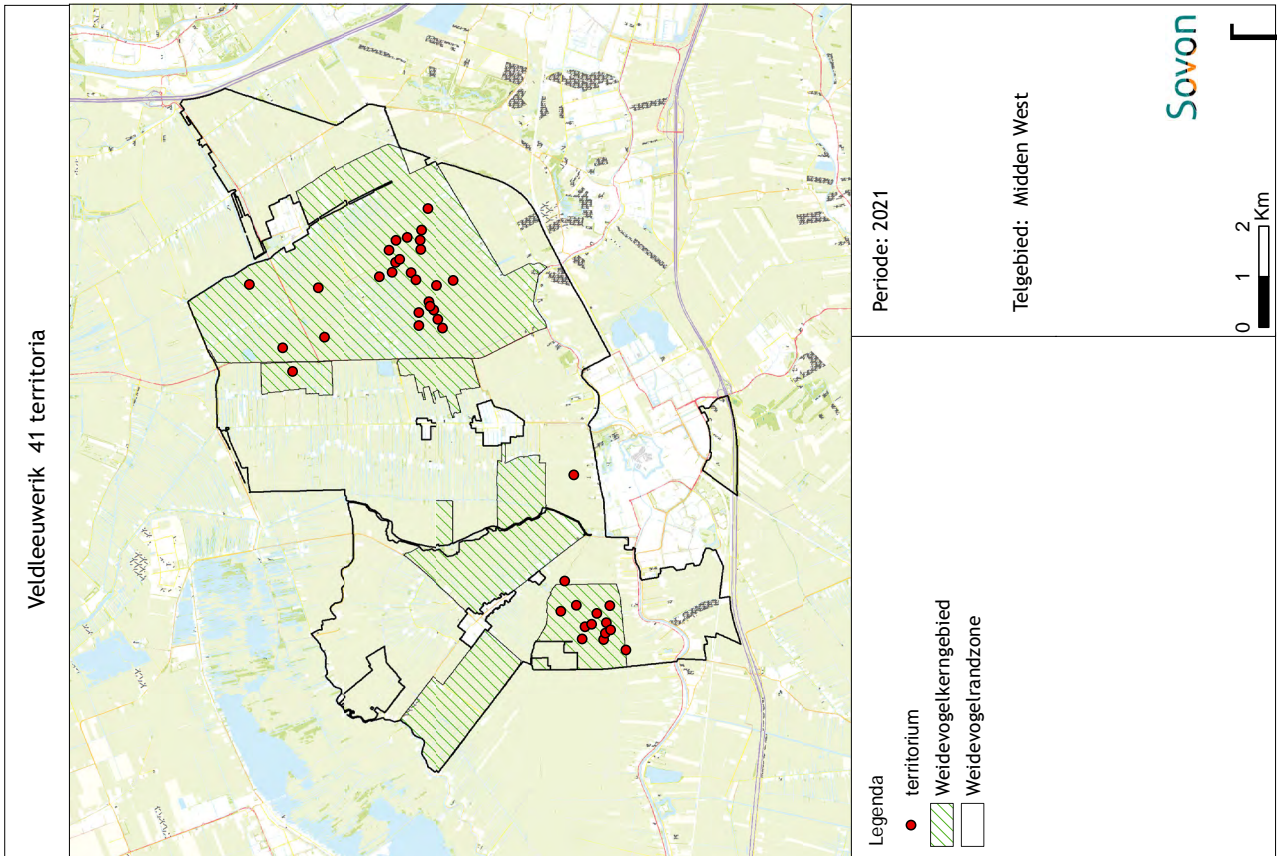 Veldleeuwerik 41 territoria
Legenda
territorium
Weidevogelkerngebied
Weidevogelrandzone
Periode: 2021
Telgebied: Midden West
0 1 2
Km
Sovon